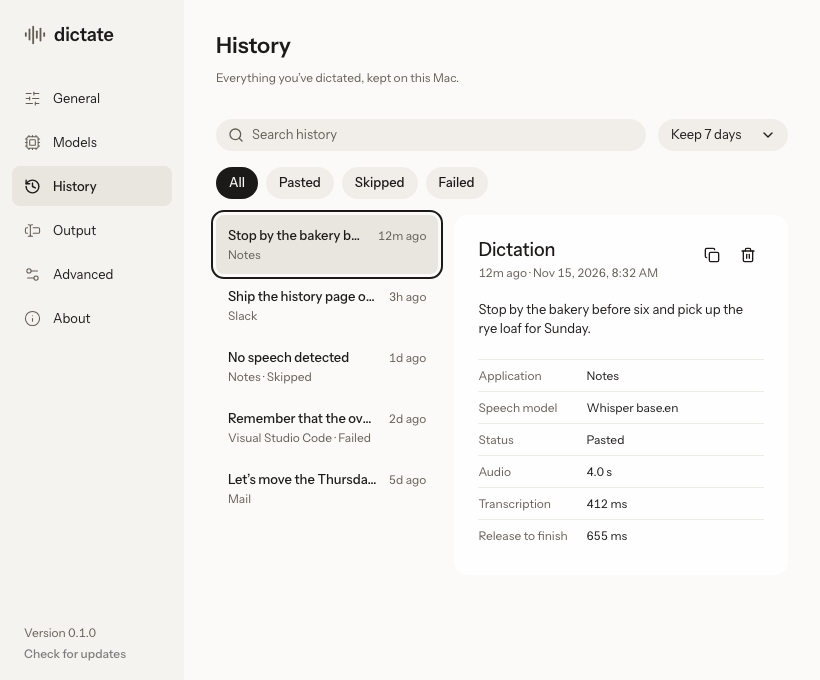 dictate
General
Models
History
Output
Advanced
About
Version 0.1.0
Check for updates
History
Everything you've dictated, kept on this Mac.
Search history
Keep 7 days
All
Pasted
Skipped
Failed
Stop by the bakery b... 12m ago
Notes
Ship the history page o... 3h ago
Slack
No speech detected 1d ago
Notes · Skipped
Remember that the ov... 2d ago
Visual Studio Code · Failed
Let's move the Thursda... 5d ago
Mail
Dictation
12m ago · Nov 15, 2026, 8:32 AM
Stop by the bakery before six and pick up the
rye loaf for Sunday.
Application Notes
Speech model Whisper base.en
Status Pasted
Audio 4.0 s
Transcription 412 ms
Release to finish 655 ms